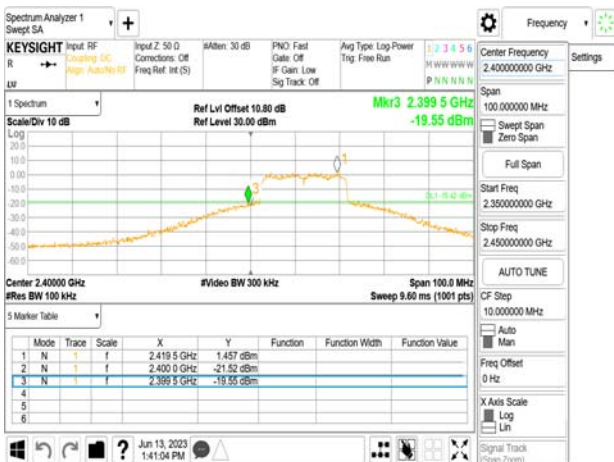 Spectrum Analyzer 1
Swept SA
Frequency
KEYSIGHT
Input: RF
Coupling: DC
Align: Auto/No RF
Input Z: 50 Ω
Corrections: Off
Freq Ref: Int (S)
#Atten: 30 dB
PNO: Fast
Gate: Off
IF Gain: Low
Sig Track: Off
Avg Type: Log-Power
Trig: Free Run
1 2 3 4 5 6
M W W W W W
P N N N N N
R
1 Spectrum
Scale/Div 10 dB
Ref Lvl Offset 10.80 dB
Ref Level 30.00 dBm
Mkr3 2.399 5 GHz
-19.55 dBm
Log
20.0
10.0
0.00
-10.0
-20.0
-30.0
-40.0
-50.0
-60.0
1
3
Center 2.40000 GHz
#Res BW 100 kHz
#Video BW 300 kHz
Span 100.0 MHz
Sweep 9.60 ms (1001 pts)
5 Marker Table
Mode Trace Scale X Y Function Function Width Function Value
1 N 1 f 2.419 5 GHz 1.457 dBm
2 N 1 f 2.400 0 GHz -21.52 dBm
3 N 1 f 2.399 5 GHz -19.55 dBm
4
5
6
Jun 13, 2023
1:41:04 PM
Center Frequency
2.400000000 GHz
Settings
Span
100.000000 MHz
Swept Span
Zero Span
Full Span
Start Freq
2.350000000 GHz
Stop Freq
2.450000000 GHz
AUTO TUNE
CF Step
10.000000 MHz
Auto
Man
Freq Offset
0 Hz
X Axis Scale
Log
Lin
Signal Track
(Span Zoom)